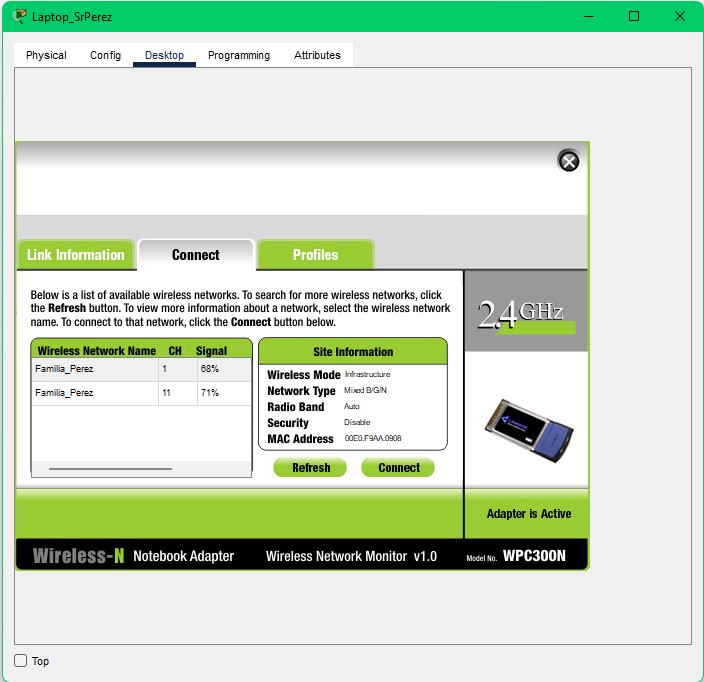 Laptop_SrPerez
Physical Config Desktop Programming Attributes
Link Information Connect Profiles
Below is a list of available wireless networks. To search for more wireless networks, click
the Refresh button. To view more information about a network, select the wireless network
name. To connect to that network, click the Connect button below.
2.4GHz
Wireless Network Name CH Signal
Familia_Perez 1 68%
Familia_Perez 11 71%
Site Information
Wireless Mode Infrastructure
Network Type Mixed B/G/N
Radio Band Auto
Security Disable
MAC Address 00E0.F9AA.0908
Refresh Connect
Adapter is Active
Wireless-N Notebook Adapter Wireless Network Monitor v1.0 Model No. WPC300N
Top